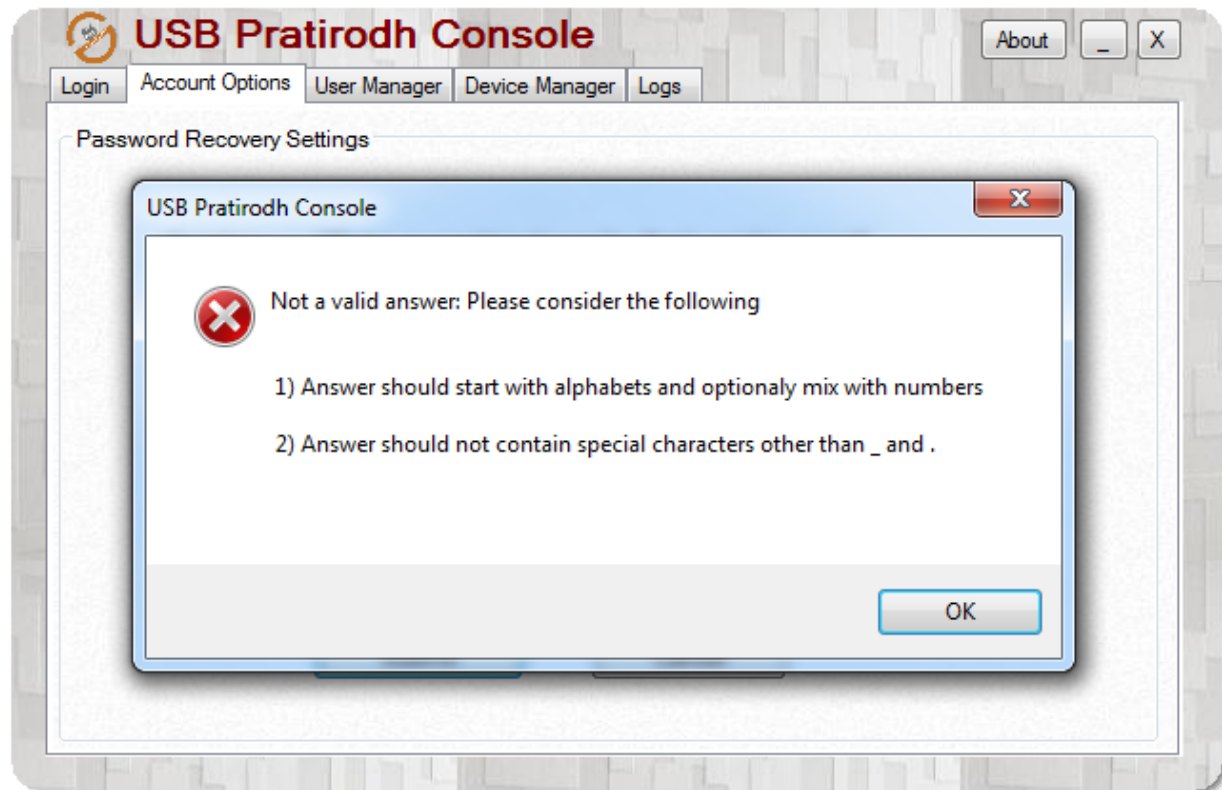 USB Pratirodh Console
About _ X
Login Account Options User Manager Device Manager Logs
Password Recovery Settings
USB Pratirodh Console
Not a valid answer: Please consider the following
1) Answer should start with alphabets and optionaly mix with numbers
2) Answer should not contain special characters other than _ and .
OK